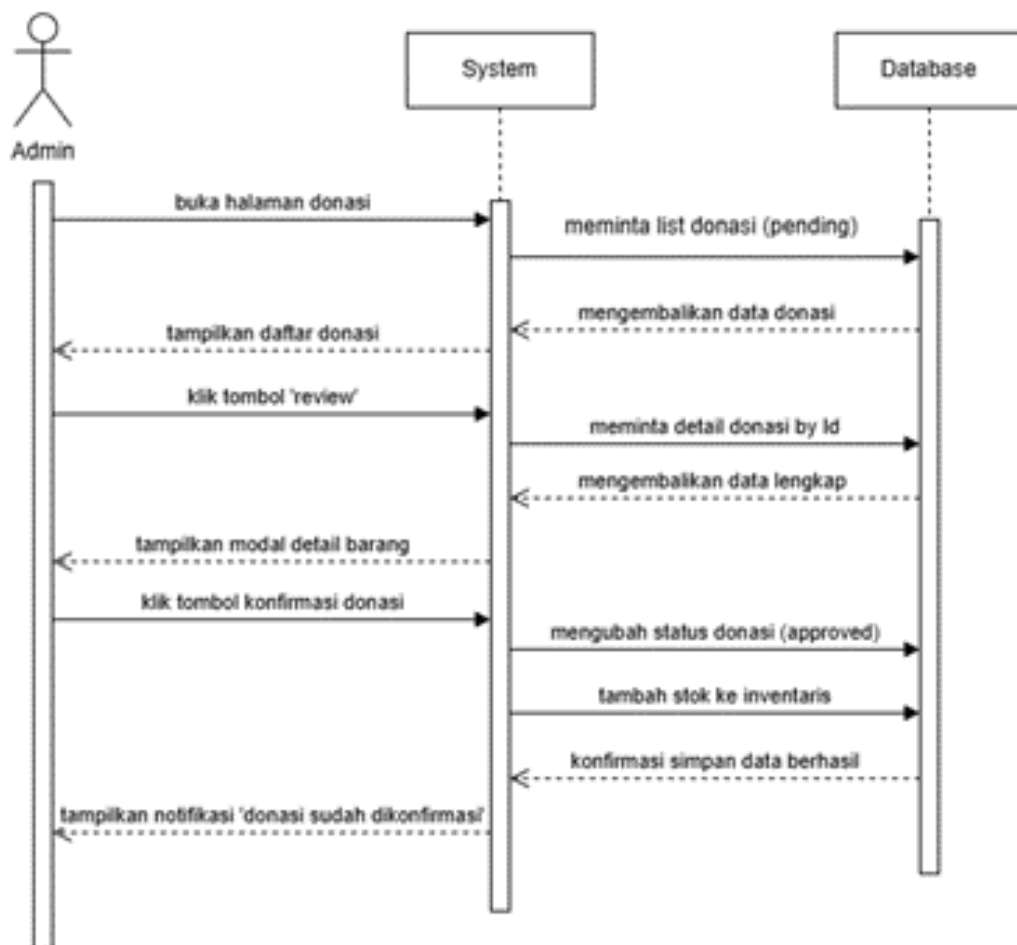 System
Database
Admin
buka halaman donasi
meminta list donasi (pending)
mengembalikan data donasi
tampilkan daftar donasi
klik tombol 'review'
meminta detail donasi by Id
mengembalikan data lengkap
tampilkan modal detail barang
klik tombol konfirmasi donasi
mengubah status donasi (approved)
tambah stok ke inventaris
konfirmasi simpan data berhasil
tampilkan notifikasi 'donasi sudah dikonfirmasi'